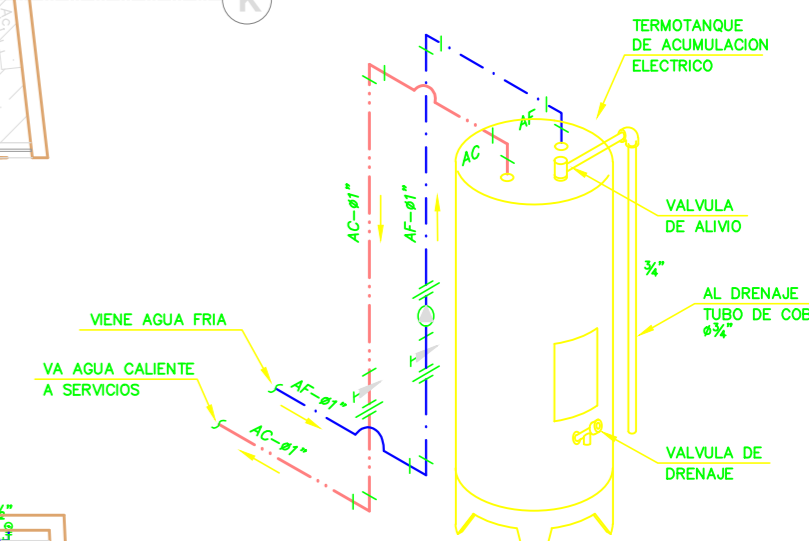 K
TERMOTANQUE
DE ACUMULACION
ELECTRICO
AF
AC
AC-ø1"
AF-ø1"
VALVULA
DE ALIVIO
¾"
AL DRENAJE
TUBO DE COB
ø¾"
VIENE AGUA FRIA
VA AGUA CALIENTE
A SERVICIOS
AF-ø1"
AC-ø1"
VALVULA DE
DRENAJE